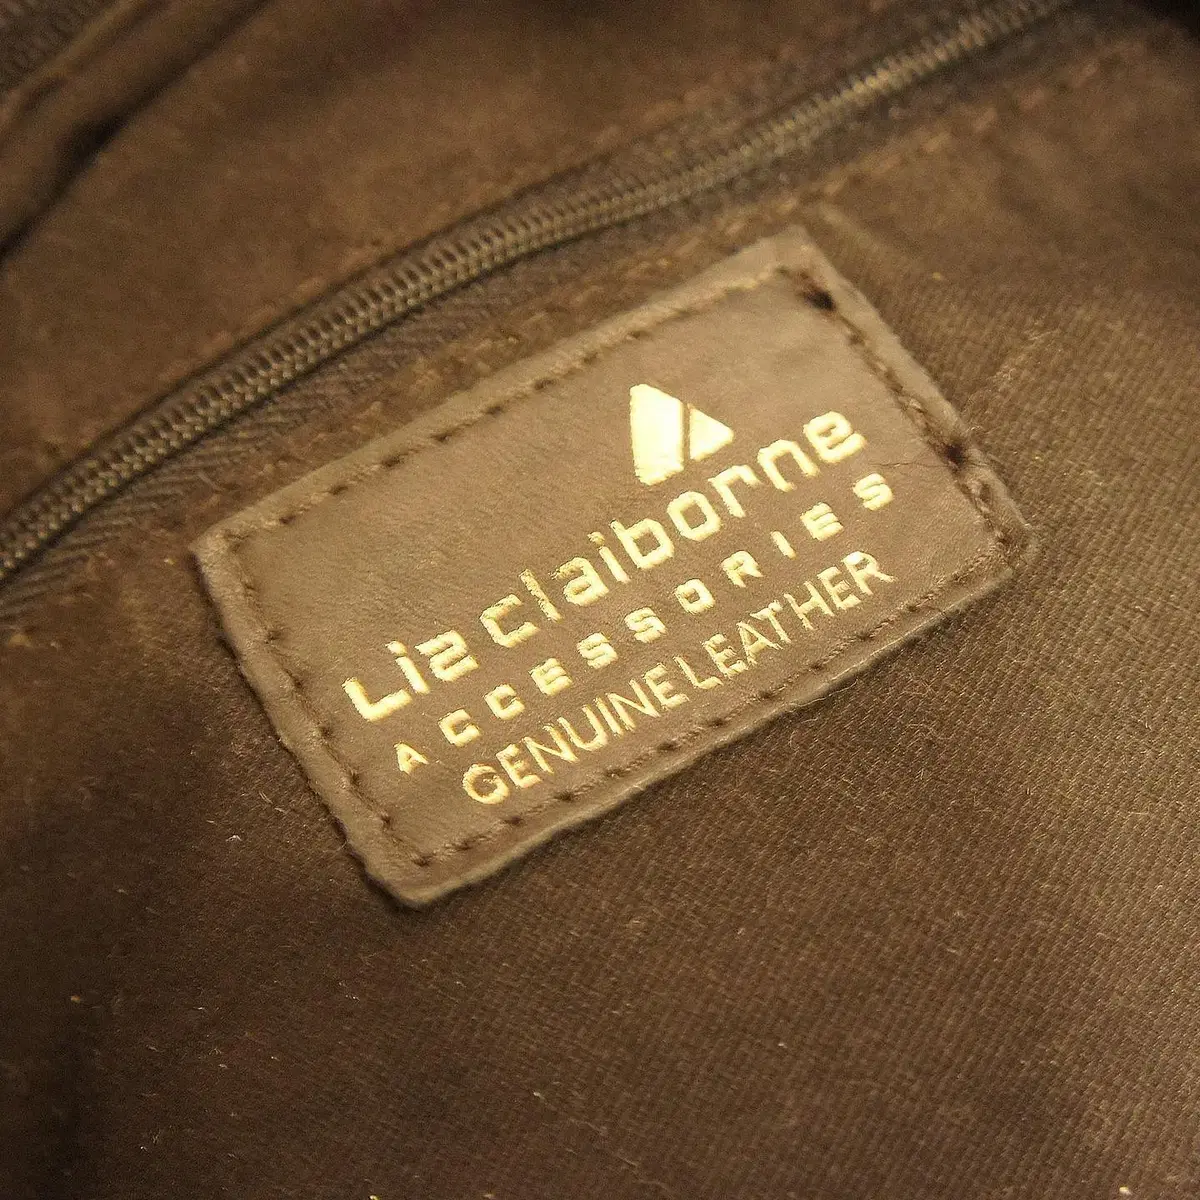 Liz claiborne
ACCESSORIES
GENUINE LEATHER